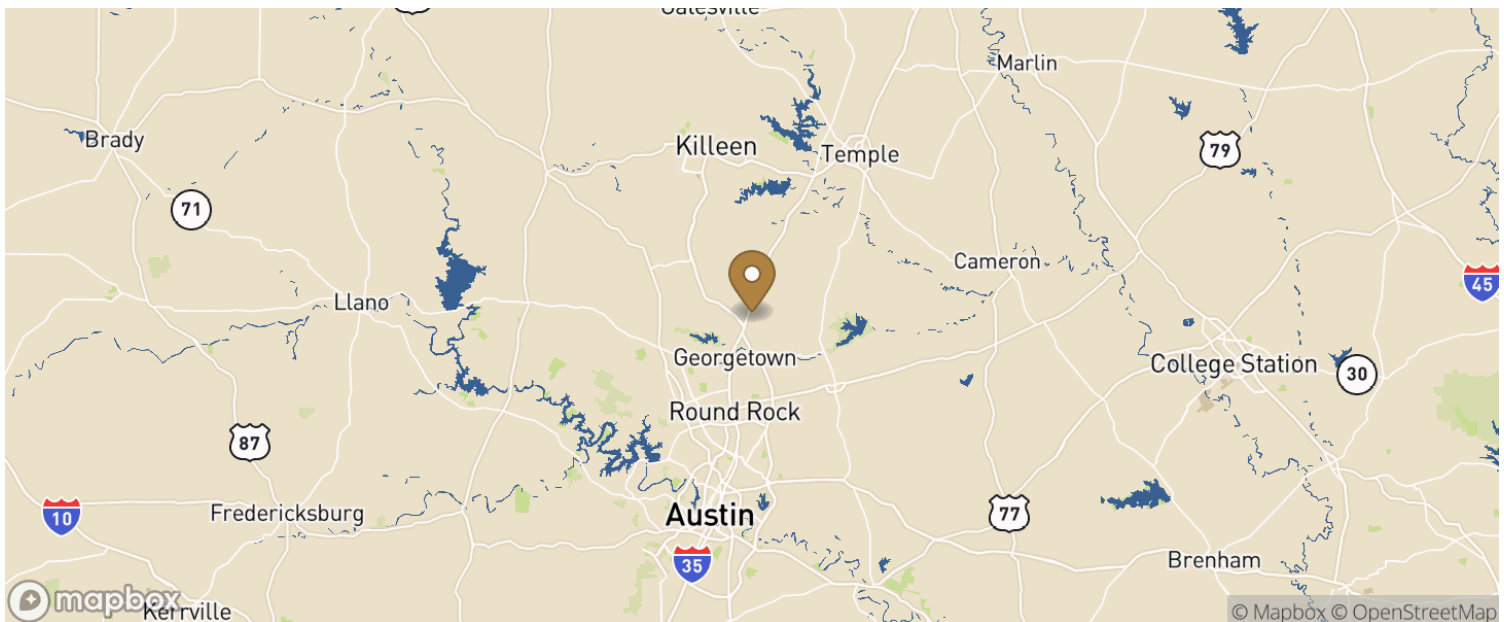 Gatesville
Marlin
Brady
Killeen
Temple
79
71
Cameron
45
Llano
Georgetown
College Station
30
Round Rock
87
10
Fredericksburg
Austin
77
35
Brenham
mapbox
Kerrville
© Mapbox © OpenStreetMap